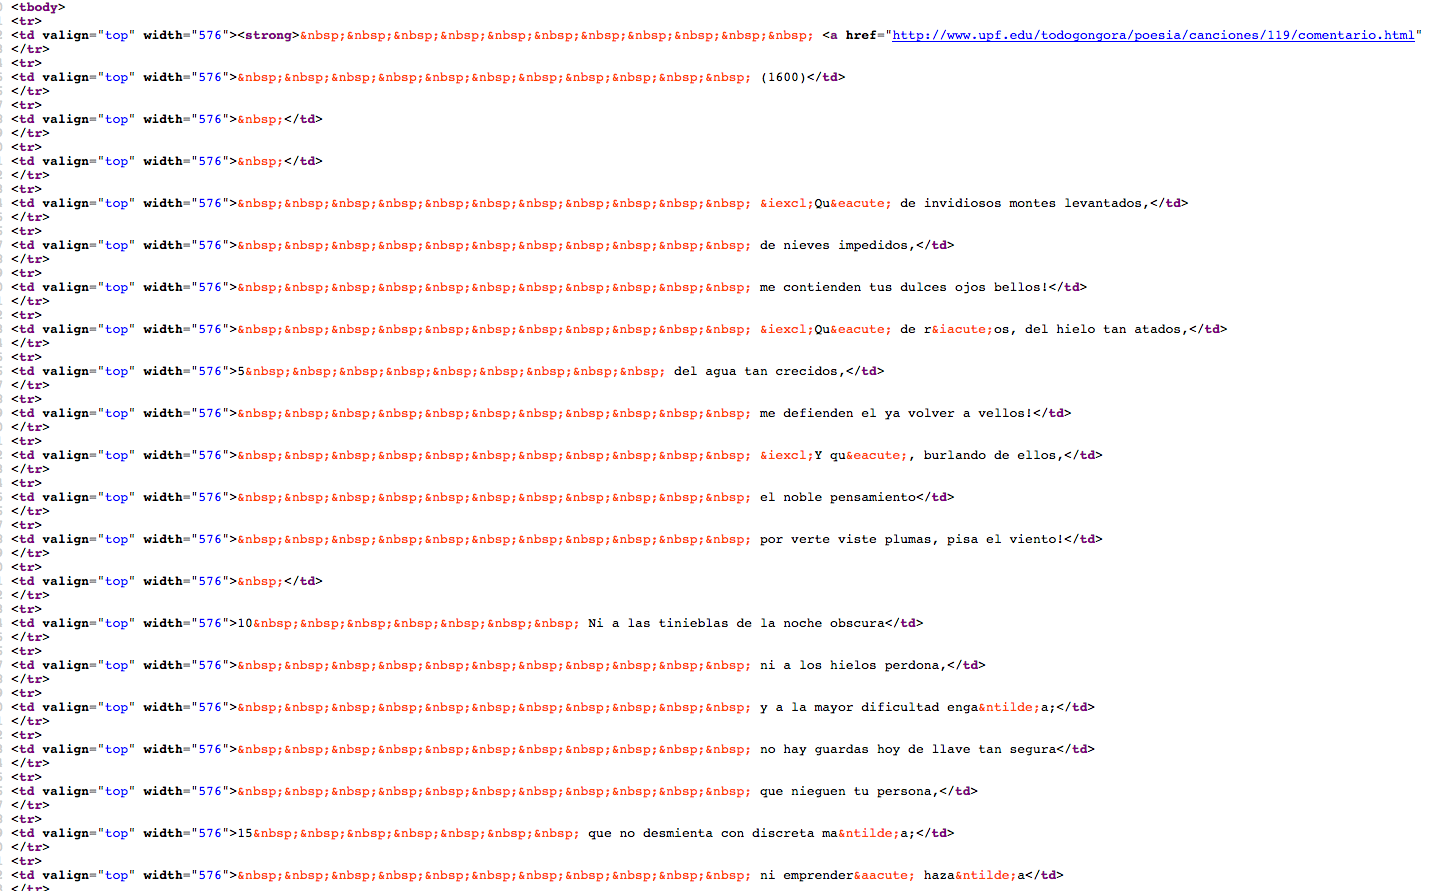 <tbody>
<tr>
<td valign="top" width="576"><strong>&nbsp;&nbsp;&nbsp;&nbsp;&nbsp;&nbsp;&nbsp;&nbsp;&nbsp;&nbsp;&nbsp; <a href="http://www.upf.edu/todogongora/poesia/canciones/119/comentario.html"
</tr>
<tr>
<td valign="top" width="576">&nbsp;&nbsp;&nbsp;&nbsp;&nbsp;&nbsp;&nbsp;&nbsp;&nbsp;&nbsp;&nbsp; (1600)</td>
</tr>
<tr>
<td valign="top" width="576">&nbsp;</td>
</tr>
<tr>
<td valign="top" width="576">&nbsp;</td>
</tr>
<tr>
<td valign="top" width="576">&nbsp;&nbsp;&nbsp;&nbsp;&nbsp;&nbsp;&nbsp;&nbsp;&nbsp;&nbsp;&nbsp; &iexcl;Qu&eacute; de invidiosos montes levantados,</td>
</tr>
<tr>
<td valign="top" width="576">&nbsp;&nbsp;&nbsp;&nbsp;&nbsp;&nbsp;&nbsp;&nbsp;&nbsp;&nbsp;&nbsp; de nieves impedidos,</td>
</tr>
<tr>
<td valign="top" width="576">&nbsp;&nbsp;&nbsp;&nbsp;&nbsp;&nbsp;&nbsp;&nbsp;&nbsp;&nbsp;&nbsp; me contienden tus dulces ojos bellos!</td>
</tr>
<tr>
<td valign="top" width="576">&nbsp;&nbsp;&nbsp;&nbsp;&nbsp;&nbsp;&nbsp;&nbsp;&nbsp;&nbsp;&nbsp; &iexcl;Qu&eacute; de r&iacute;os, del hielo tan atados,</td>
</tr>
<tr>
<td valign="top" width="576">5&nbsp;&nbsp;&nbsp;&nbsp;&nbsp;&nbsp;&nbsp;&nbsp;&nbsp; del agua tan crecidos,</td>
</tr>
<tr>
<td valign="top" width="576">&nbsp;&nbsp;&nbsp;&nbsp;&nbsp;&nbsp;&nbsp;&nbsp;&nbsp;&nbsp;&nbsp; me defienden el ya volver a vellos!</td>
</tr>
<tr>
<td valign="top" width="576">&nbsp;&nbsp;&nbsp;&nbsp;&nbsp;&nbsp;&nbsp;&nbsp;&nbsp;&nbsp;&nbsp; &iexcl;Y qu&eacute;, burlando de ellos,</td>
</tr>
<tr>
<td valign="top" width="576">&nbsp;&nbsp;&nbsp;&nbsp;&nbsp;&nbsp;&nbsp;&nbsp;&nbsp;&nbsp;&nbsp; el noble pensamiento</td>
</tr>
<tr>
<td valign="top" width="576">&nbsp;&nbsp;&nbsp;&nbsp;&nbsp;&nbsp;&nbsp;&nbsp;&nbsp;&nbsp;&nbsp; por verte viste plumas, pisa el viento!</td>
</tr>
<tr>
<td valign="top" width="576">&nbsp;</td>
</tr>
<tr>
<td valign="top" width="576">10&nbsp;&nbsp;&nbsp;&nbsp;&nbsp;&nbsp;&nbsp; Ni a las tinieblas de la noche obscura</td>
</tr>
<tr>
<td valign="top" width="576">&nbsp;&nbsp;&nbsp;&nbsp;&nbsp;&nbsp;&nbsp;&nbsp;&nbsp;&nbsp;&nbsp; ni a los hielos perdona,</td>
</tr>
<tr>
<td valign="top" width="576">&nbsp;&nbsp;&nbsp;&nbsp;&nbsp;&nbsp;&nbsp;&nbsp;&nbsp;&nbsp;&nbsp; y a la mayor dificultad enga&ntilde;a;</td>
</tr>
<tr>
<td valign="top" width="576">&nbsp;&nbsp;&nbsp;&nbsp;&nbsp;&nbsp;&nbsp;&nbsp;&nbsp;&nbsp;&nbsp; no hay guardas hoy de llave tan segura</td>
</tr>
<tr>
<td valign="top" width="576">&nbsp;&nbsp;&nbsp;&nbsp;&nbsp;&nbsp;&nbsp;&nbsp;&nbsp;&nbsp;&nbsp; que nieguen tu persona,</td>
</tr>
<tr>
<td valign="top" width="576">15&nbsp;&nbsp;&nbsp;&nbsp;&nbsp;&nbsp;&nbsp; que no desmienta con discreta ma&ntilde;a;</td>
</tr>
<tr>
<td valign="top" width="576">&nbsp;&nbsp;&nbsp;&nbsp;&nbsp;&nbsp;&nbsp;&nbsp;&nbsp;&nbsp;&nbsp; ni emprender&aacute; haza&ntilde;a</td>
</tr>